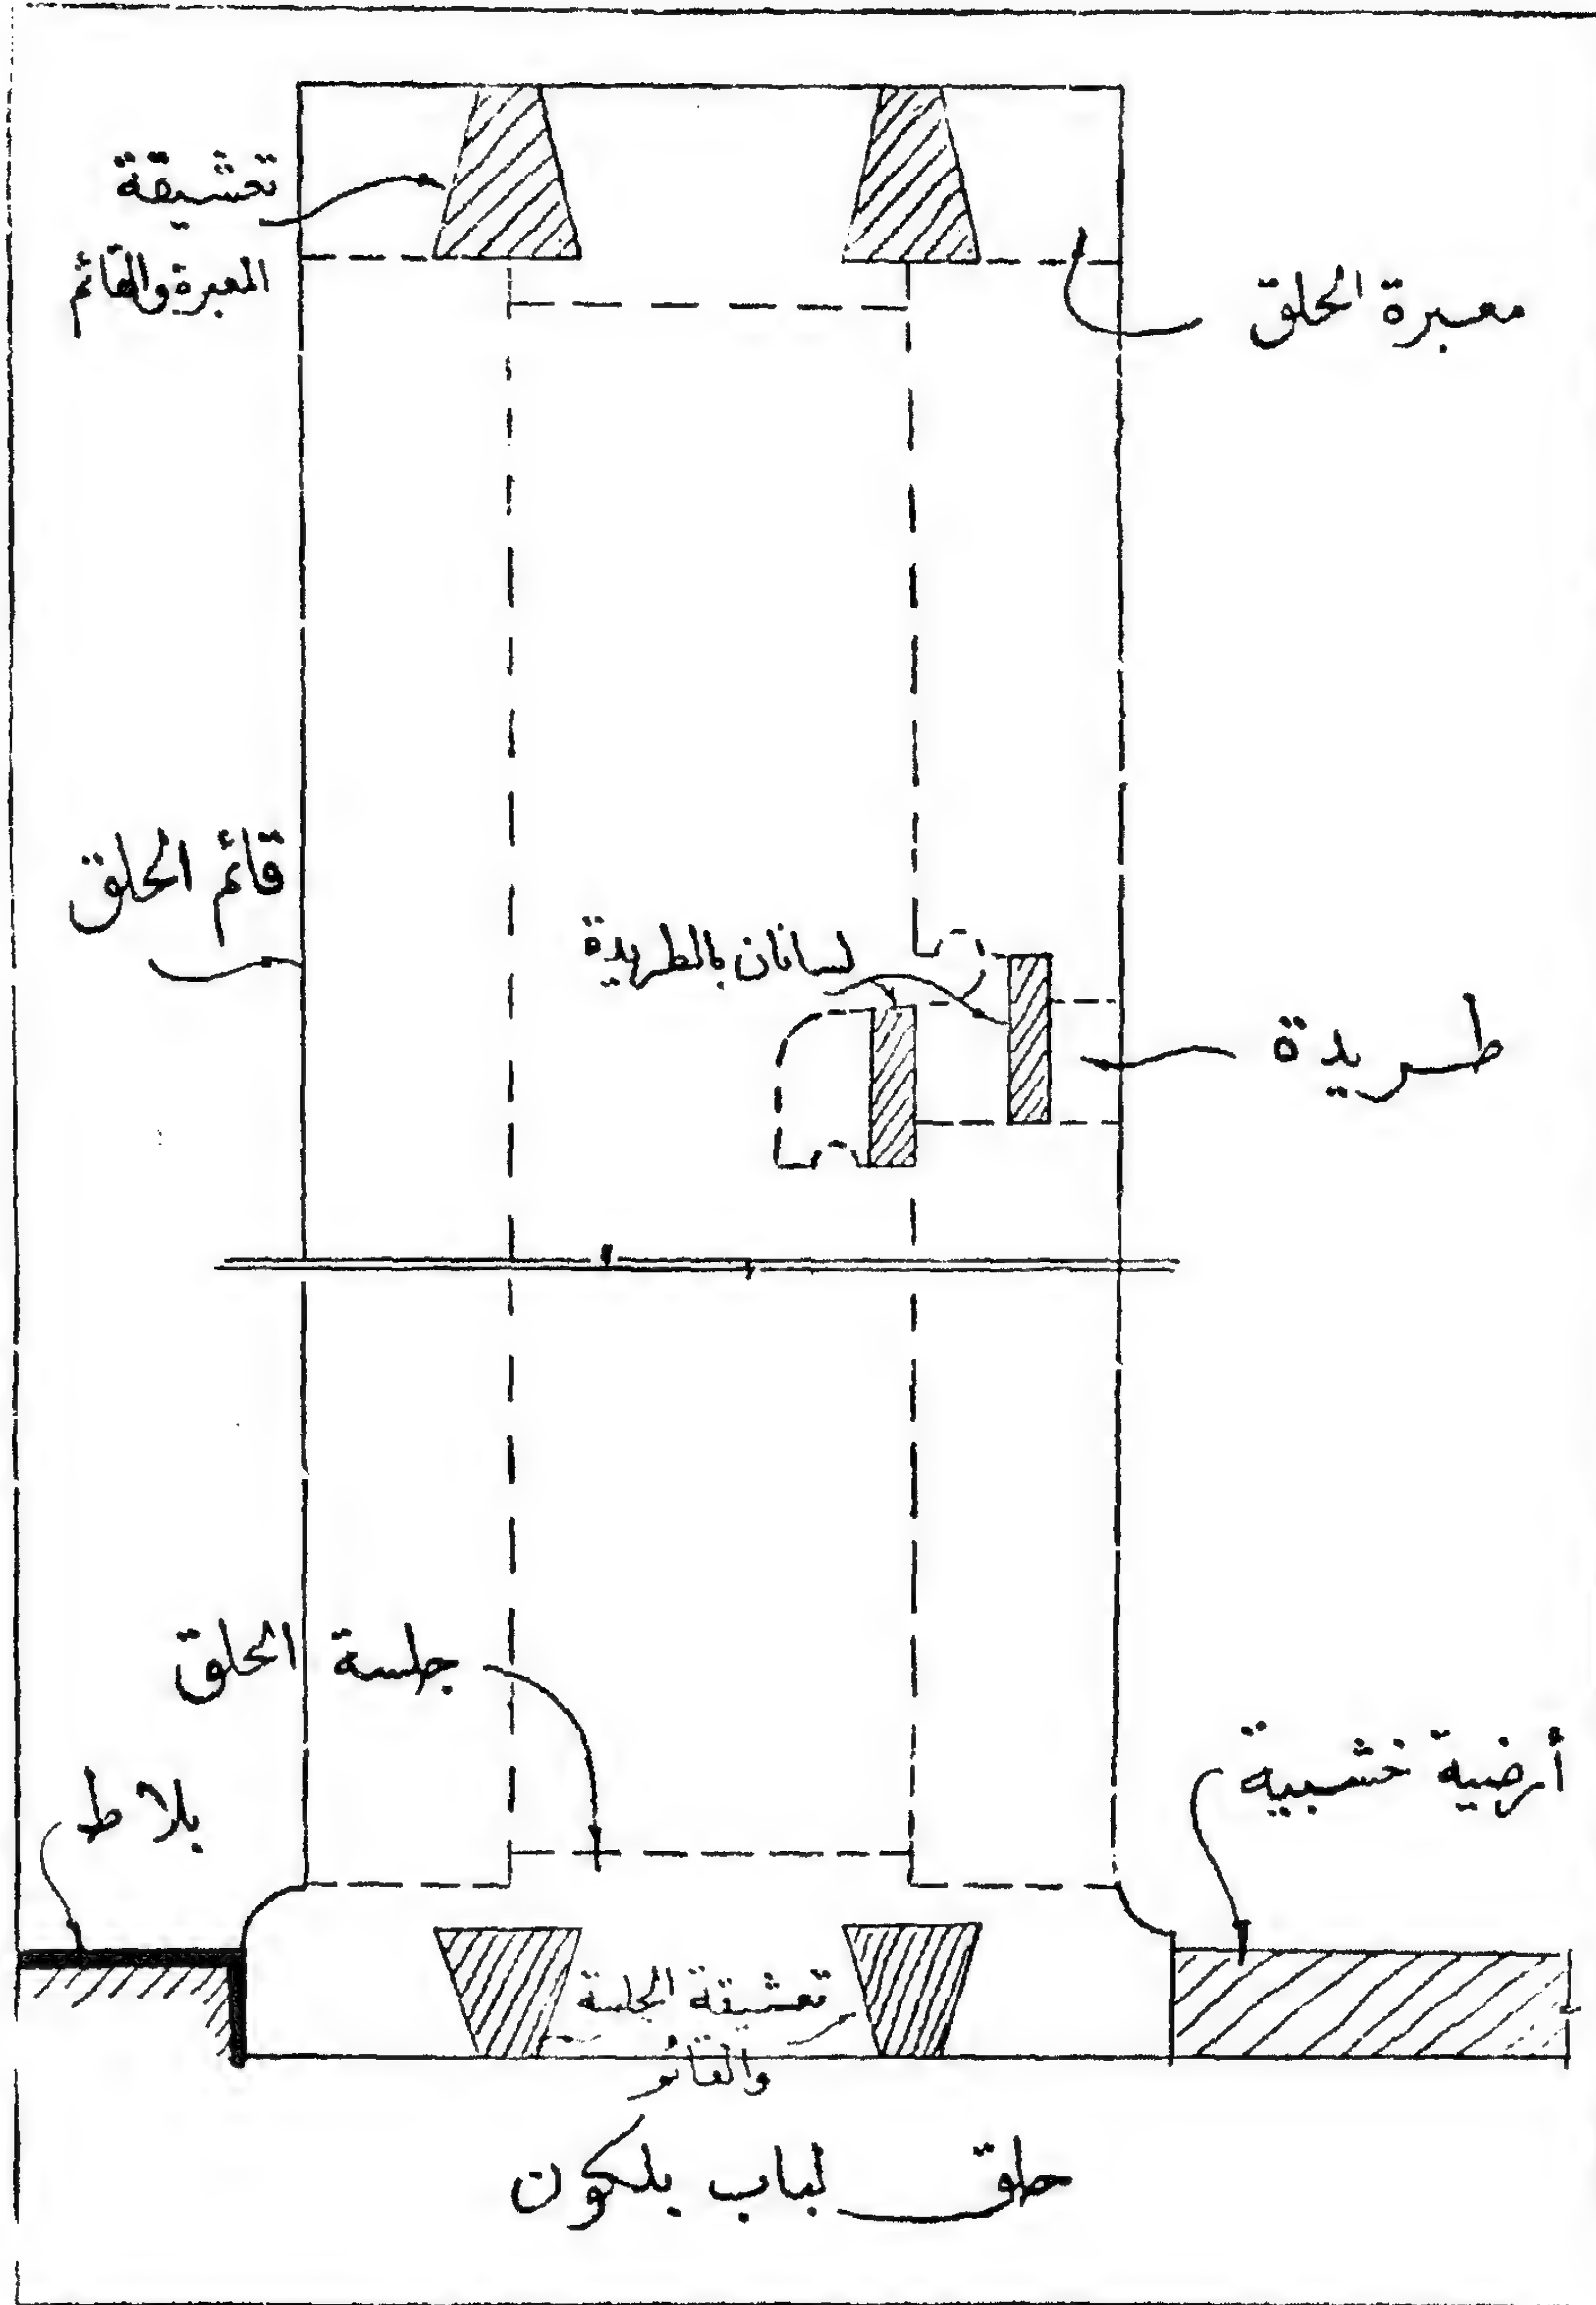 تعشيقة
المعبرة والقائم
معبرة الحلق
قائم الحلق
لسانان بالطريدة
طريدة
جلسة الحلق
أرضية خشبية
بلاط
تعشيقة الجلسة
والقائم
حلق لباب بلكون